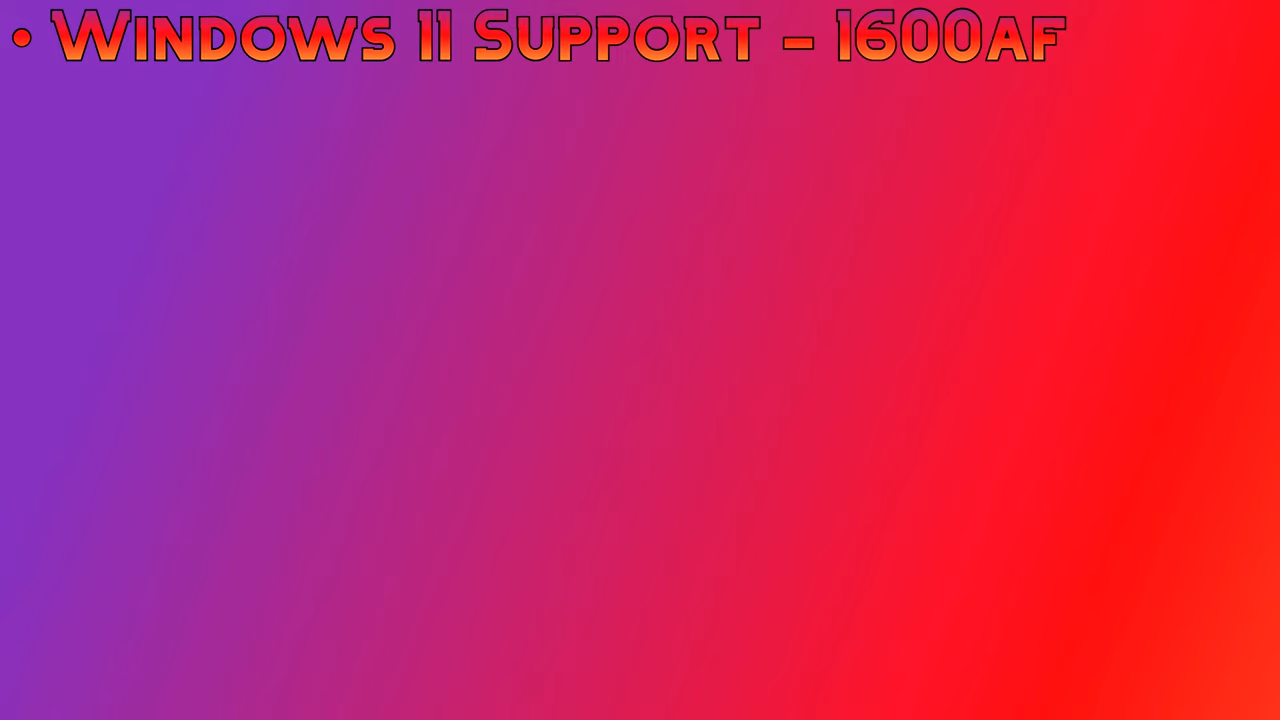 • Windows 11 Support – 1600AF